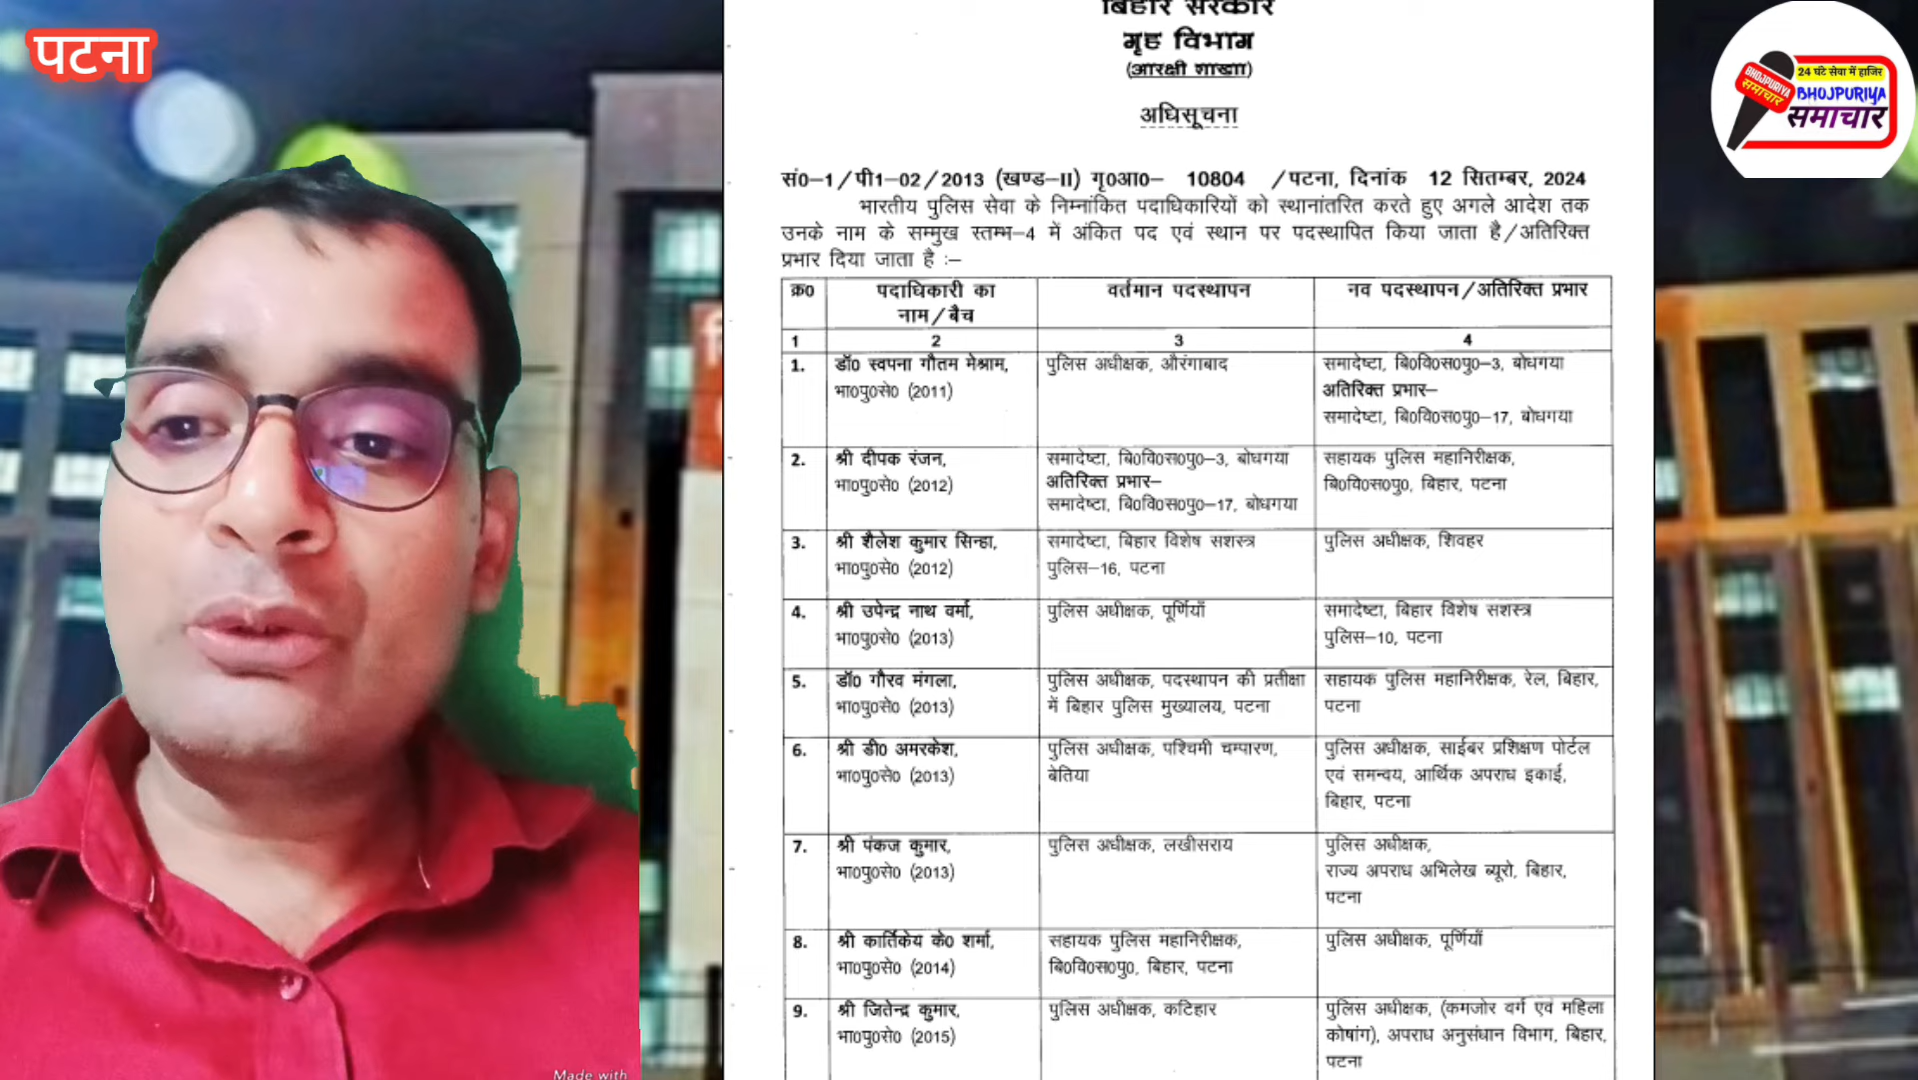 पटना
बिहार सरकार
गृह विभाग
(आरक्षी शाखा)
अधिसूचना
सं0-1/पी1-02/2013 (खण्ड-II) गृ0आ0- 10804 /पटना, दिनांक 12 सितम्बर, 2024
भारतीय पुलिस सेवा के निम्नांकित पदाधिकारियों को स्थानांतरित करते हुए अगले आदेश तक
उनके नाम के सम्मुख स्तम्भ-4 में अंकित पद एवं स्थान पर पदस्थापित किया जाता है/अतिरिक्त
प्रभार दिया जाता है :-
क्र0 पदाधिकारी का नाम/बैच वर्तमान पदस्थापन नव पदस्थापन/अतिरिक्त प्रभार
1 2 3 4
1. डॉ0 स्वपना गौतम मेश्राम, पुलिस अधीक्षक, औरंगाबाद समादेष्टा, बि0वि0स0पु0-3, बोधगया
भा0पु0से0 (2011) अतिरिक्त प्रभार-
समादेष्टा, बि0वि0स0पु0-17, बोधगया
2. श्री दीपक रंजन, समादेष्टा, बि0वि0स0पु0-3, बोधगया सहायक पुलिस महानिरीक्षक,
भा0पु0से0 (2012) अतिरिक्त प्रभार- बि0वि0स0पु0, बिहार, पटना
समादेष्टा, बि0वि0स0पु0-17, बोधगया
3. श्री शैलेश कुमार सिन्हा, समादेष्टा, बिहार विशेष सशस्त्र पुलिस अधीक्षक, शिवहर
भा0पु0से0 (2012) पुलिस-16, पटना
4. श्री उपेन्द्र नाथ वर्मा, पुलिस अधीक्षक, पूर्णियाँ समादेष्टा, बिहार विशेष सशस्त्र
भा0पु0से0 (2013) पुलिस-10, पटना
5. डॉ0 गौरव मंगला, पुलिस अधीक्षक, पदस्थापन की प्रतीक्षा सहायक पुलिस महानिरीक्षक, रेल, बिहार,
भा0पु0से0 (2013) में बिहार पुलिस मुख्यालय, पटना पटना
6. श्री डी0 अमरकेश, पुलिस अधीक्षक, पश्चिमी चम्पारण, पुलिस अधीक्षक, साईबर प्रशिक्षण पोर्टल
भा0पु0से0 (2013) बेतिया एवं समन्वय, आर्थिक अपराध इकाई,
बिहार, पटना
7. श्री पंकज कुमार, पुलिस अधीक्षक, लखीसराय पुलिस अधीक्षक,
भा0पु0से0 (2013) राज्य अपराध अभिलेख ब्यूरो, बिहार,
पटना
8. श्री कार्तिकेय के0 शर्मा, सहायक पुलिस महानिरीक्षक, पुलिस अधीक्षक, पूर्णियाँ
भा0पु0से0 (2014) बि0वि0स0पु0, बिहार, पटना
9. श्री जितेन्द्र कुमार, पुलिस अधीक्षक, कटिहार पुलिस अधीक्षक, (कमजोर वर्ग एवं महिला
भा0पु0से0 (2015) कोषांग), अपराध अनुसंधान विभाग, बिहार,
पटना
24 घंटे सेवा में हाजिर
BHOJPURIYA
समाचार
BHOJPURIYA
समाचार
Made with